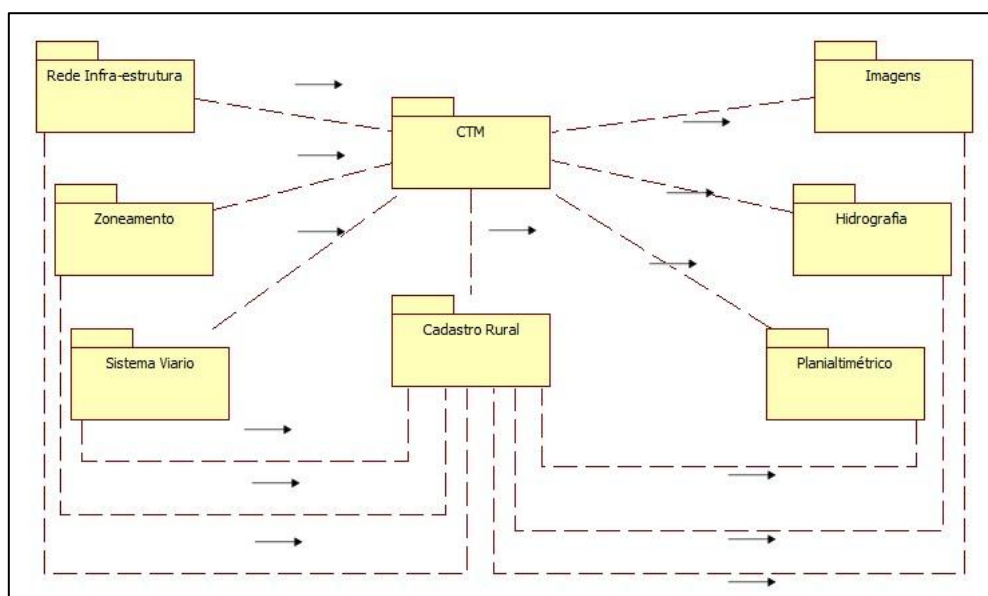 Rede Infra-estrutura
Imagens
CTM
Zoneamento
Hidrografia
Sistema Viario
Cadastro Rural
Planialtimétrico